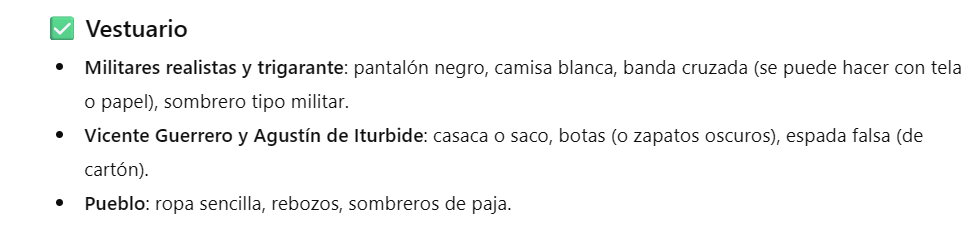 ✅ Vestuario
• Militares realistas y trigarante: pantalón negro, camisa blanca, banda cruzada (se puede hacer con tela
o papel), sombrero tipo militar.
• Vicente Guerrero y Agustín de Iturbide: casaca o saco, botas (o zapatos oscuros), espada falsa (de
cartón).
• Pueblo: ropa sencilla, rebozos, sombreros de paja.